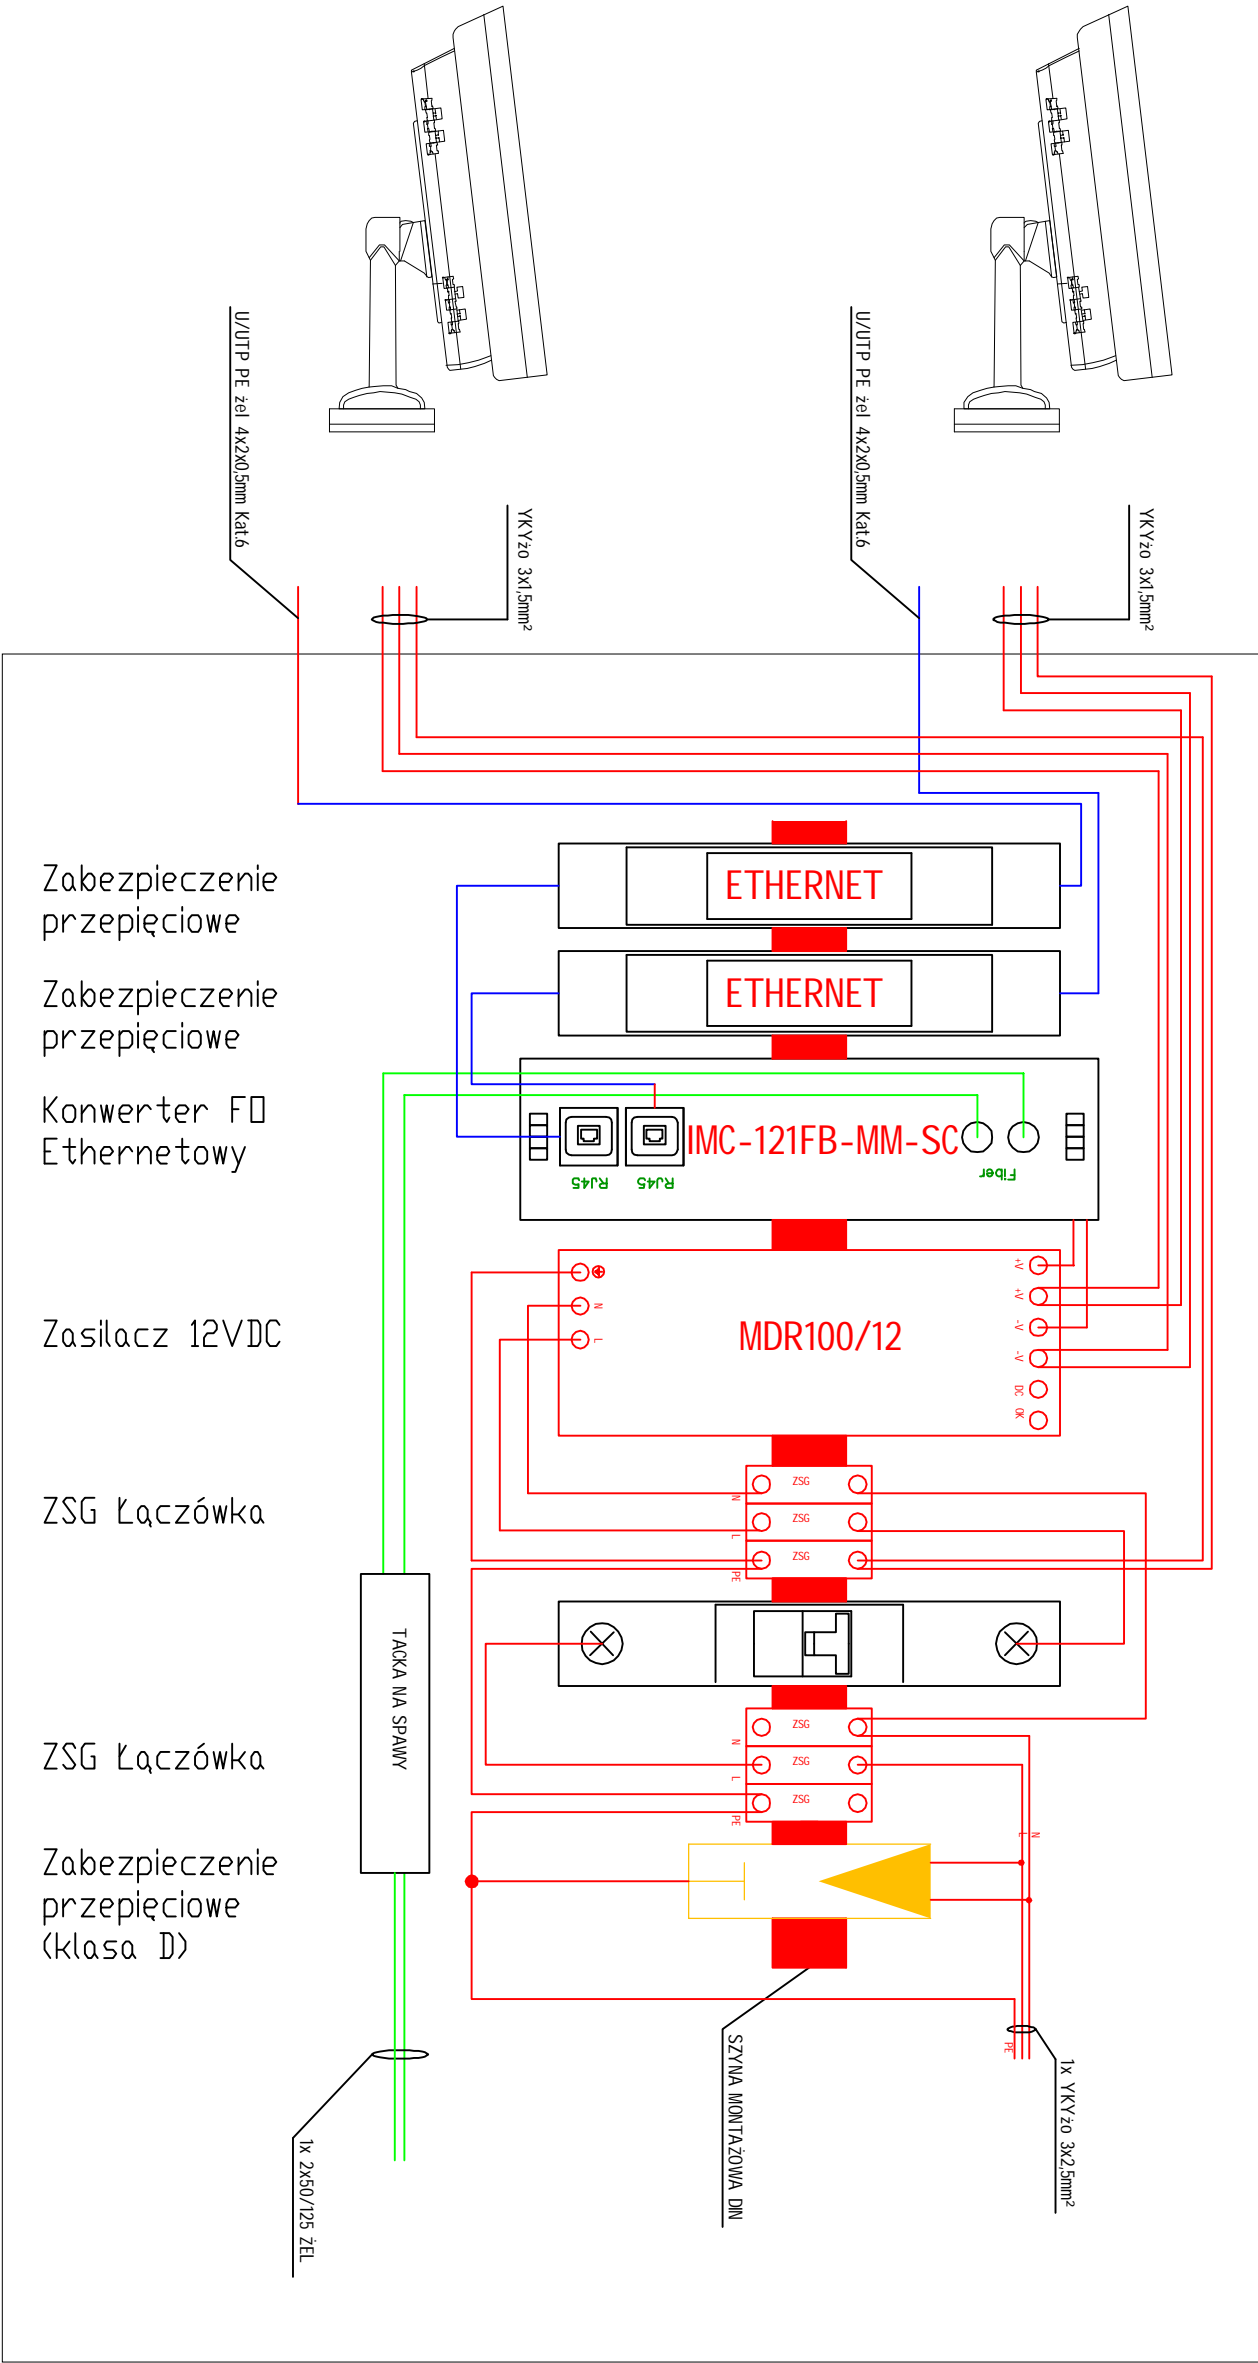 U/UTP PE żel 4x2x0,5mm Kat.6
YKYżo 3x1,5mm²
U/UTP PE żel 4x2x0,5mm Kat.6
YKYżo 3x1,5mm²
Zabezpieczenie
przepięciowe
ETHERNET
Zabezpieczenie
przepięciowe
ETHERNET
Konwerter FO
Ethernetowy
IMC-121FB-MM-SC
RJ45
RJ45
Fiber
Zasilacz 12VDC
MDR100/12
N
L
+V
+V
-V
-V
DC OK
ZSG Łączówka
ZSG
ZSG
ZSG
N
L
PE
TACKA NA SPAWY
ZSG Łączówka
ZSG
ZSG
ZSG
N
L
PE
Zabezpieczenie
przepięciowe
(klasa D)
L
N
PE
SZYNA MONTAŻOWA DIN
1x YKYżo 3x2,5mm²
1x 2x50/125 ŻEL